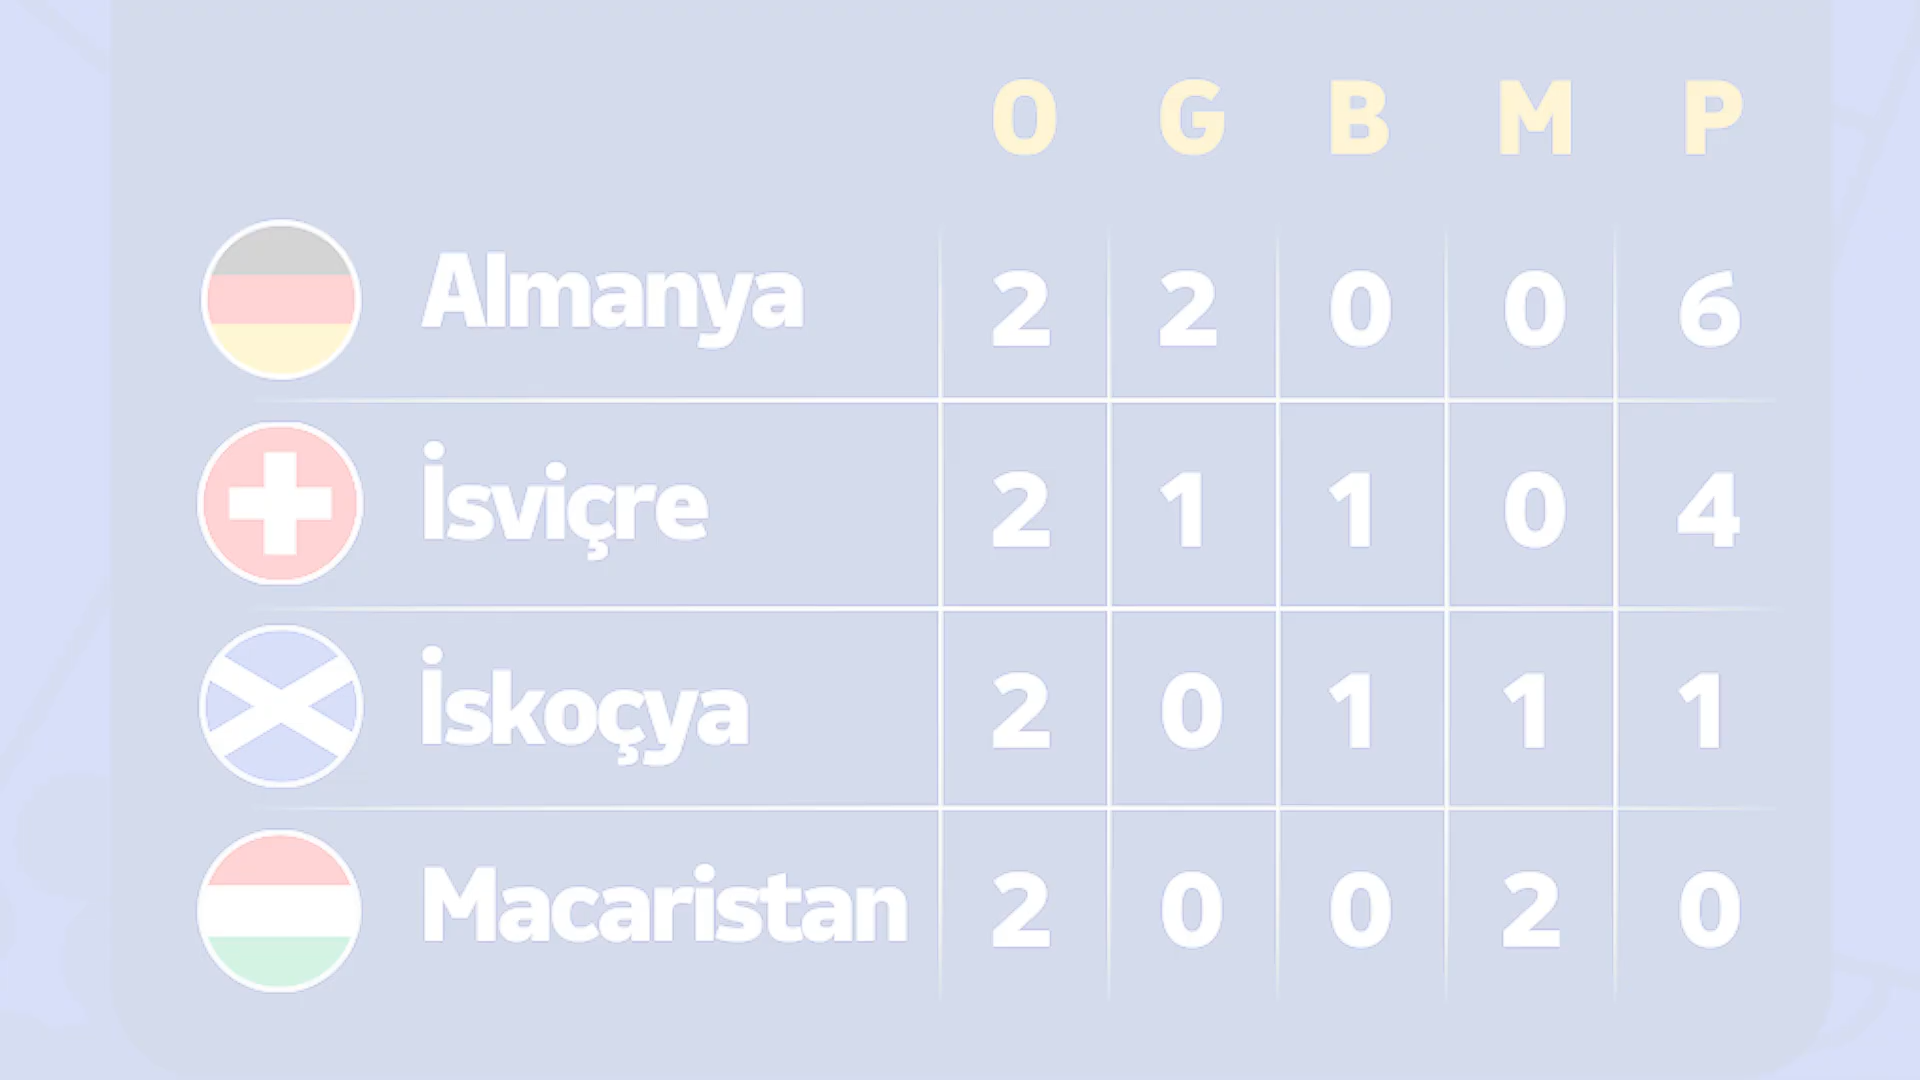 O G B M P
Almanya 2 2 0 0 6
İsviçre 2 1 1 0 4
İskoçya 2 0 1 1 1
Macaristan 2 0 0 2 0